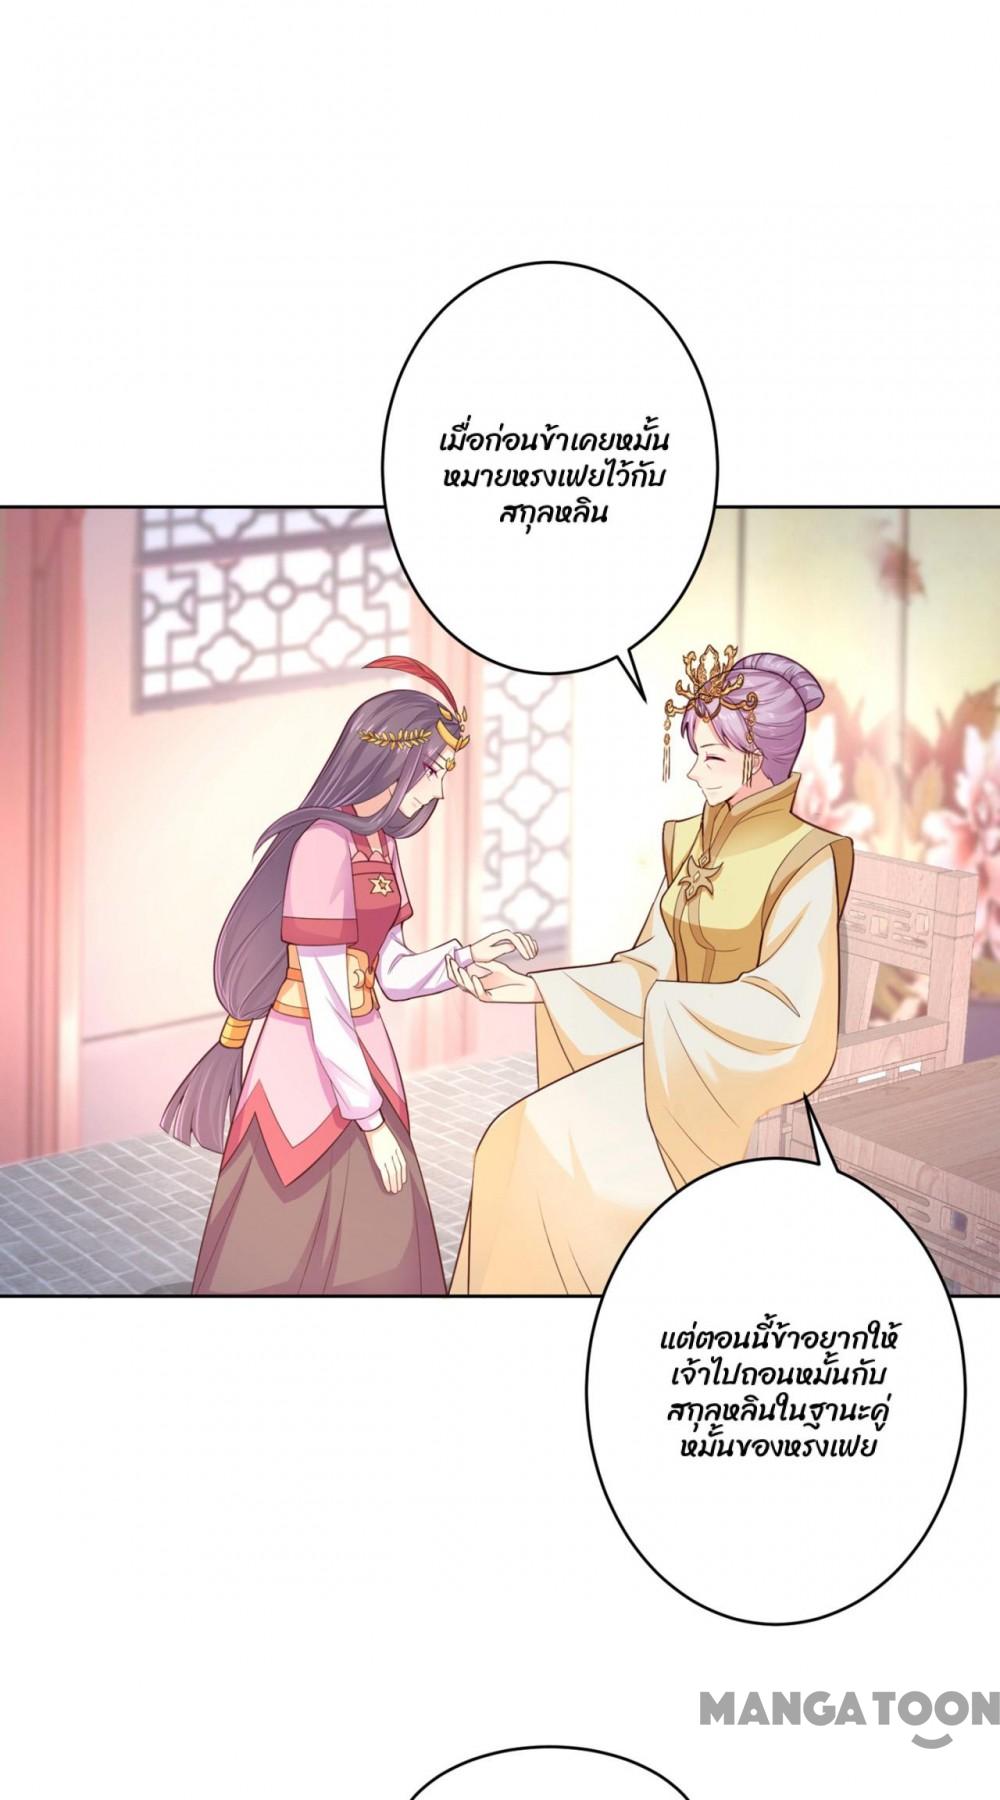 เมื่อก่อนข้าเคยหมั้น
หมายหรงเฟยไว้กับ
สกุลหลิน
แต่ตอนนี้ข้าอยากให้
เจ้าไปถอนหมั้นกับ
สกุลหลินในฐานะคู่
หมั้นของหรงเฟย
MANGATOON